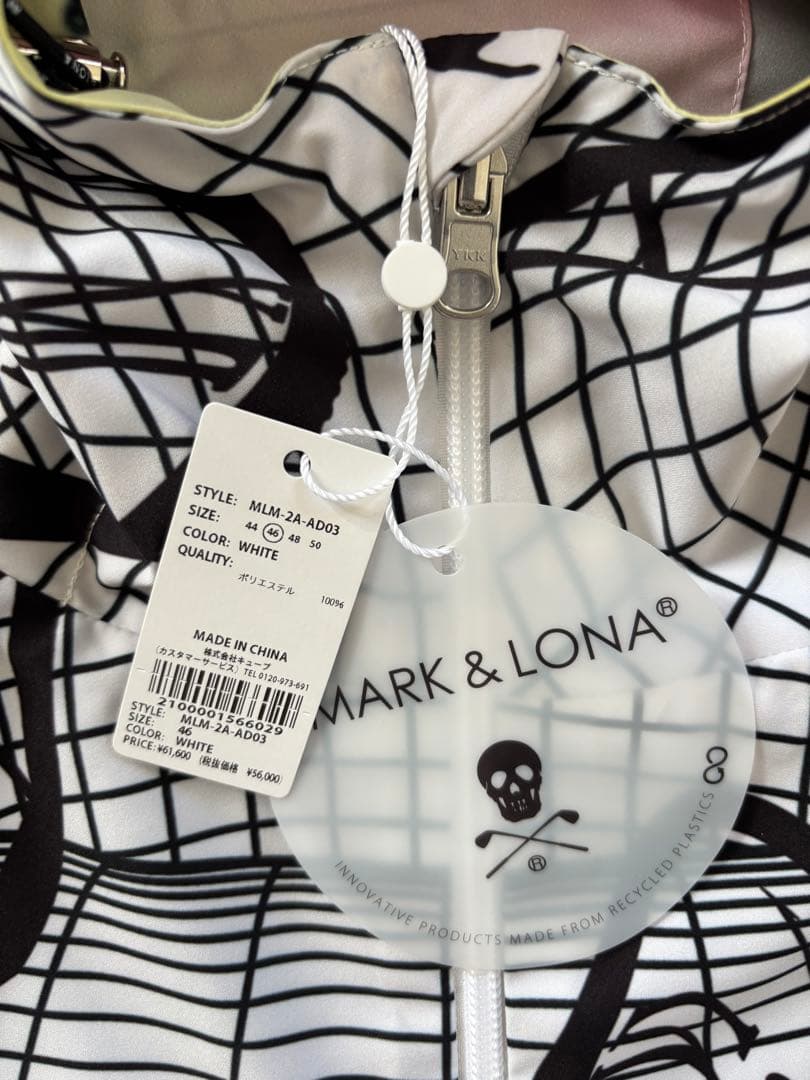 YKK
STYLE: MLM-2A-AD03
SIZE: 44 46 48 50
COLOR: WHITE
QUALITY:
ポリエステル 100%
MADE IN CHINA
株式会社キューブ
(カスタマーサービス) TEL 0120-973-691
2100001566029
STYLE: MLM-2A-AD03
SIZE: 46
COLOR: WHITE
PRICE: ¥61,600 (税抜価格 ¥56,000)
MARK & LONA®
®
INNOVATIVE PRODUCTS MADE FROM RECYCLED PLASTICS